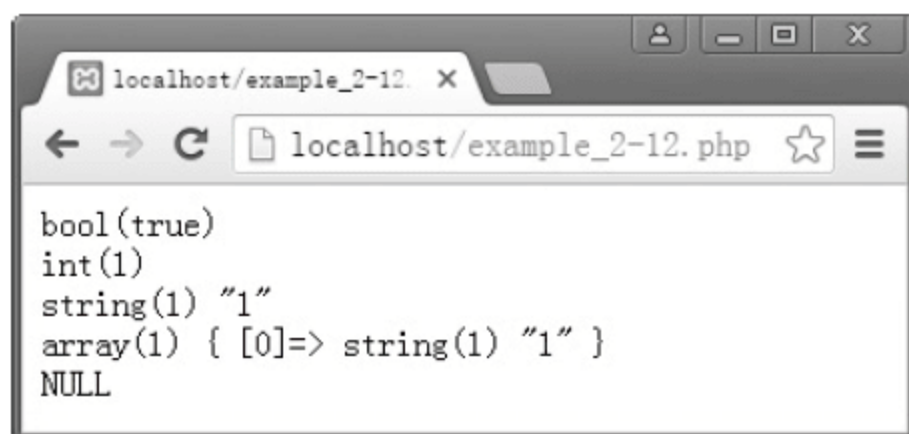 localhost/example_2-12.
localhost/example_2-12.php
bool(true)
int(1)
string(1) "1"
array(1) { [0]=> string(1) "1" }
NULL